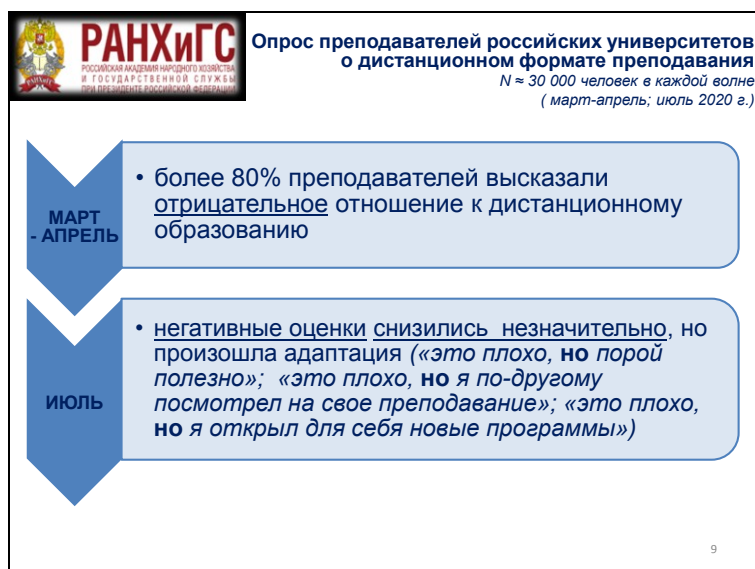 РАНХиГС
РОССИЙСКАЯ АКАДЕМИЯ НАРОДНОГО ХОЗЯЙСТВА
И ГОСУДАРСТВЕННОЙ СЛУЖБЫ
ПРИ ПРЕЗИДЕНТЕ РОССИЙСКОЙ ФЕДЕРАЦИИ
Опрос преподавателей российских университетов
о дистанционном формате преподавания
N ≈ 30 000 человек в каждой волне
( март-апрель; июль 2020 г.)
МАРТ
- АПРЕЛЬ
• более 80% преподавателей высказали
отрицательное отношение к дистанционному
образованию
ИЮЛЬ
• негативные оценки снизились незначительно, но
произошла адаптация («это плохо, но порой
полезно»; «это плохо, но я по-другому
посмотрел на свое преподавание»; «это плохо,
но я открыл для себя новые программы»)
9